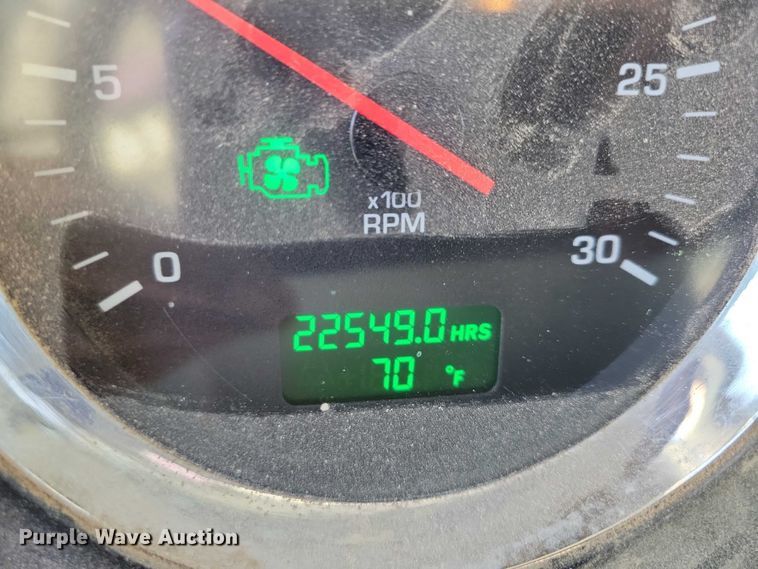 5
25
x100
RPM
0
30
22549.0 HRS
70 °F
Purple Wave Auction